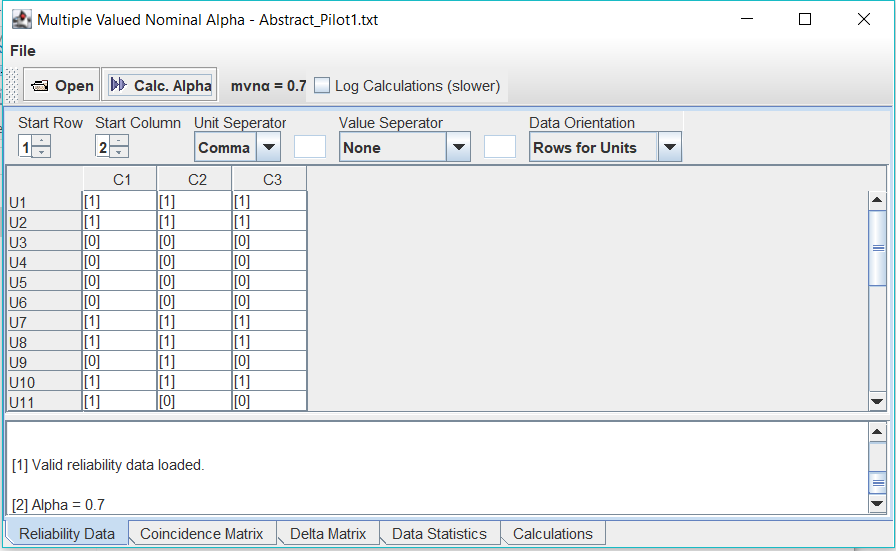 Multiple Valued Nominal Alpha - Abstract_Pilot1.txt
File
Open Calc. Alpha mvnα = 0.7 Log Calculations (slower)
Start Row Start Column Unit Seperator Value Seperator Data Orientation
1 2 Comma None Rows for Units
C1 C2 C3
U1 [1] [1] [1]
U2 [1] [1] [1]
U3 [0] [0] [0]
U4 [0] [0] [0]
U5 [0] [0] [0]
U6 [0] [0] [0]
U7 [1] [1] [1]
U8 [1] [1] [1]
U9 [0] [1] [0]
U10 [1] [1] [1]
U11 [1] [0] [0]
[1] Valid reliability data loaded.
[2] Alpha = 0.7
Reliability Data Coincidence Matrix Delta Matrix Data Statistics Calculations